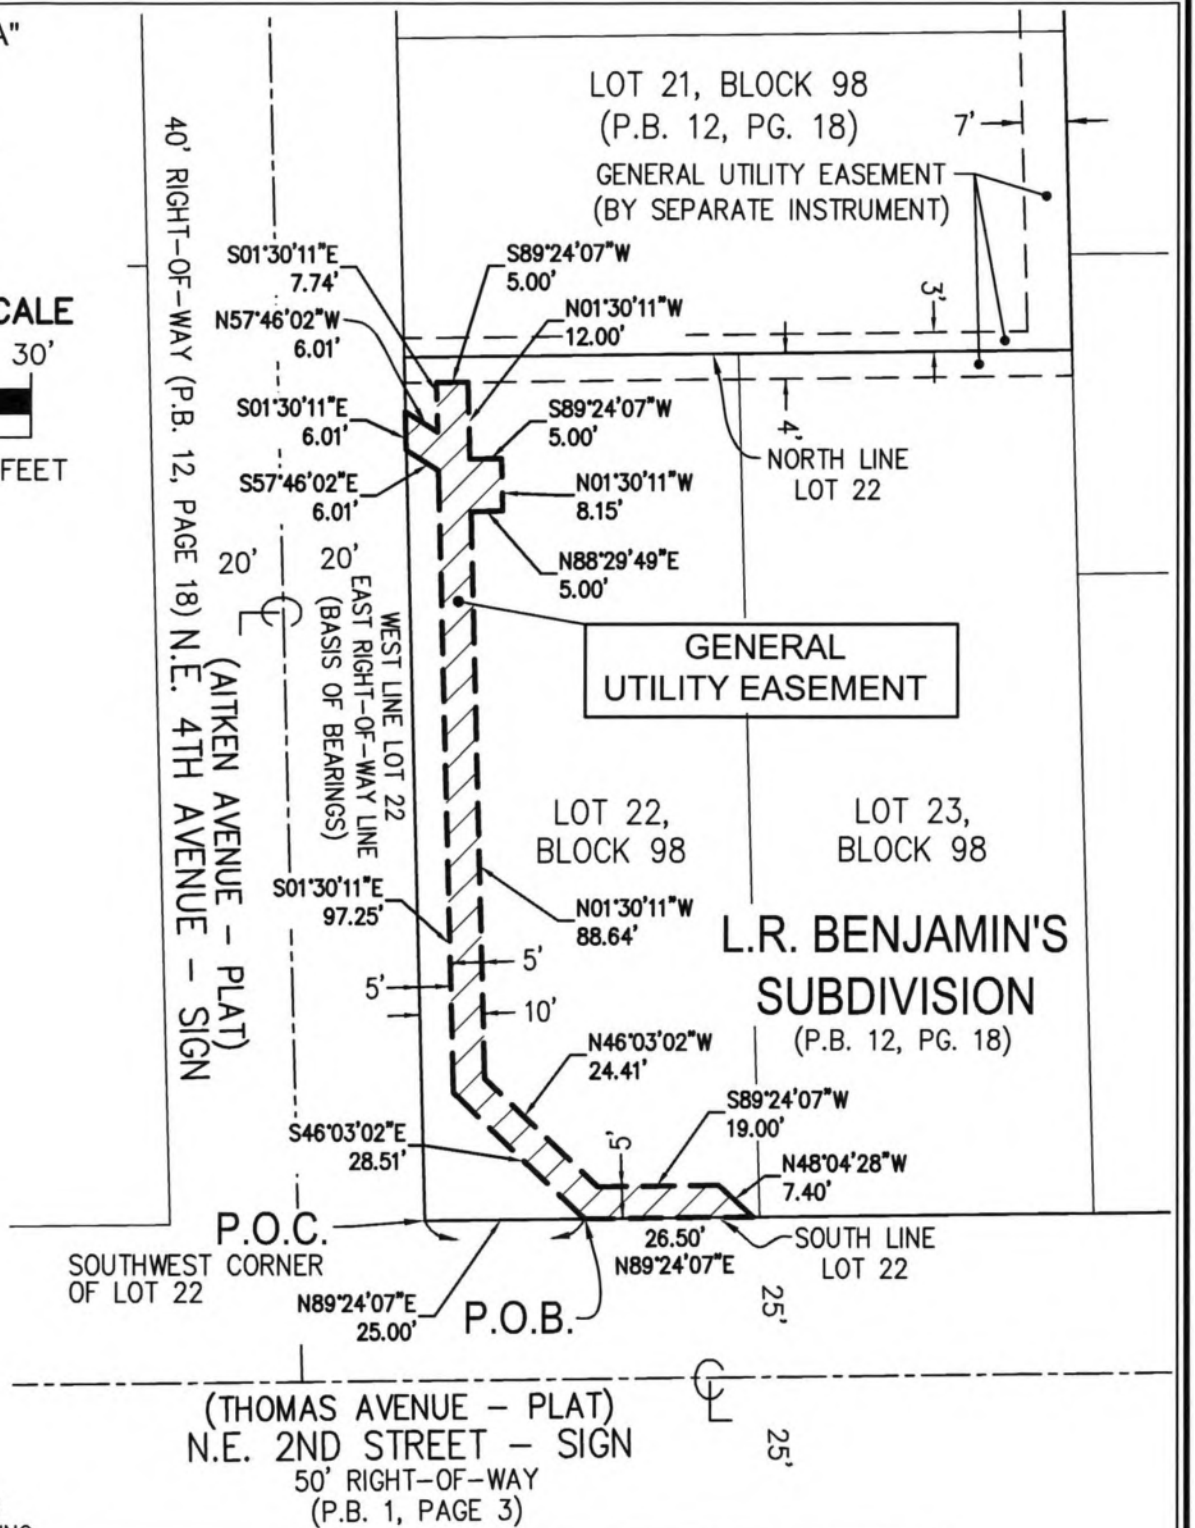 A"
LOT 21, BLOCK 98
(P.B. 12, PG. 18)
7'
GENERAL UTILITY EASEMENT
(BY SEPARATE INSTRUMENT)
40' RIGHT-OF-WAY (P.B. 12, PAGE 18) N.E. 4TH AVENUE - SIGN
(AITKEN AVENUE - PLAT)
CALE
30'
FEET
S01°30'11"E
7.74'
S89°24'07"W
5.00'
N57°46'02"W
6.01'
N01°30'11"W
12.00'
3'
S01°30'11"E
6.01'
S89°24'07"W
5.00'
4'
NORTH LINE
LOT 22
S57°46'02"E
6.01'
N01°30'11"W
8.15'
N88°29'49"E
5.00'
20'
20'
WEST LINE LOT 22
EAST RIGHT-OF-WAY LINE
(BASIS OF BEARINGS)
GENERAL
UTILITY EASEMENT
LOT 22,
BLOCK 98
LOT 23,
BLOCK 98
S01°30'11"E
97.25'
N01°30'11"W
88.64'
L.R. BENJAMIN'S
SUBDIVISION
(P.B. 12, PG. 18)
5'
5'
10'
N46°03'02"W
24.41'
S89°24'07"W
19.00'
S46°03'02"E
28.51'
5'
N48°04'28"W
7.40'
P.O.C.
SOUTHWEST CORNER
OF LOT 22
26.50'
N89°24'07"E
SOUTH LINE
LOT 22
N89°24'07"E
25.00'
P.O.B.
25'
CL
CL
(THOMAS AVENUE - PLAT)
N.E. 2ND STREET - SIGN
50' RIGHT-OF-WAY
(P.B. 1, PAGE 3)
25'